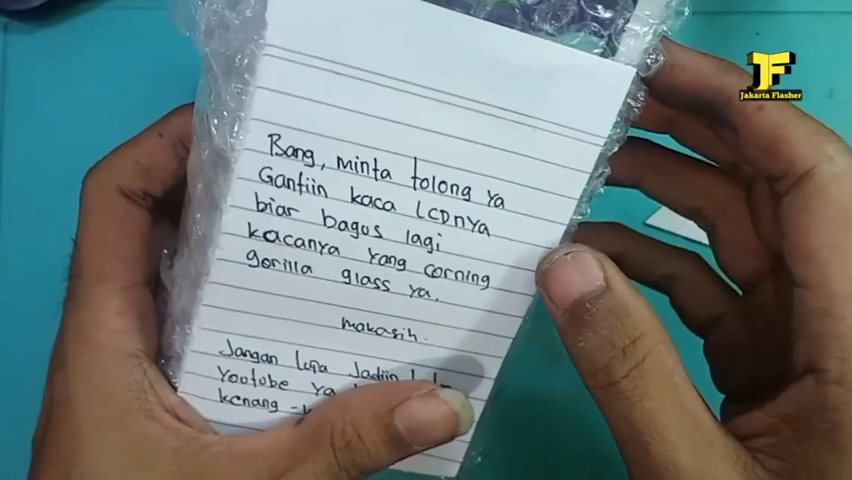 Bang, minta tolong ya
Gantiin kaca LCDnya
biar bagus lagi
kacanya yang corning
gorilla glass ya.
makasih.
Jangan lupa Jadiin
Youtube ya
kenang
JF
Jakarta Flasher